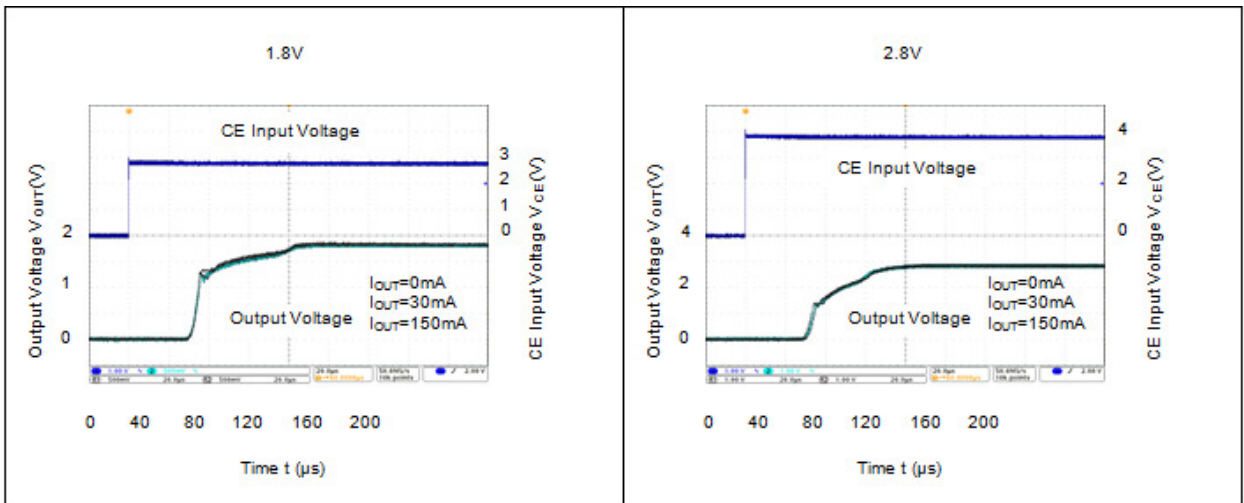 1.8V
CE Input Voltage
Output Voltage VOUT(V)
2
1
0
3
2
0
CE Input Voltage VCE(V)
Output Voltage
IOUT=0mA
IOUT=30mA
IOUT=150mA
0 40 80 120 160 200
Time t (µs)
2.8V
CE Input Voltage
Output Voltage VOUT(V)
4
2
0
4
2
0
CE Input Voltage VCE(V)
Output Voltage
IOUT=0mA
IOUT=30mA
IOUT=150mA
0 40 80 120 160 200
Time t (µs)